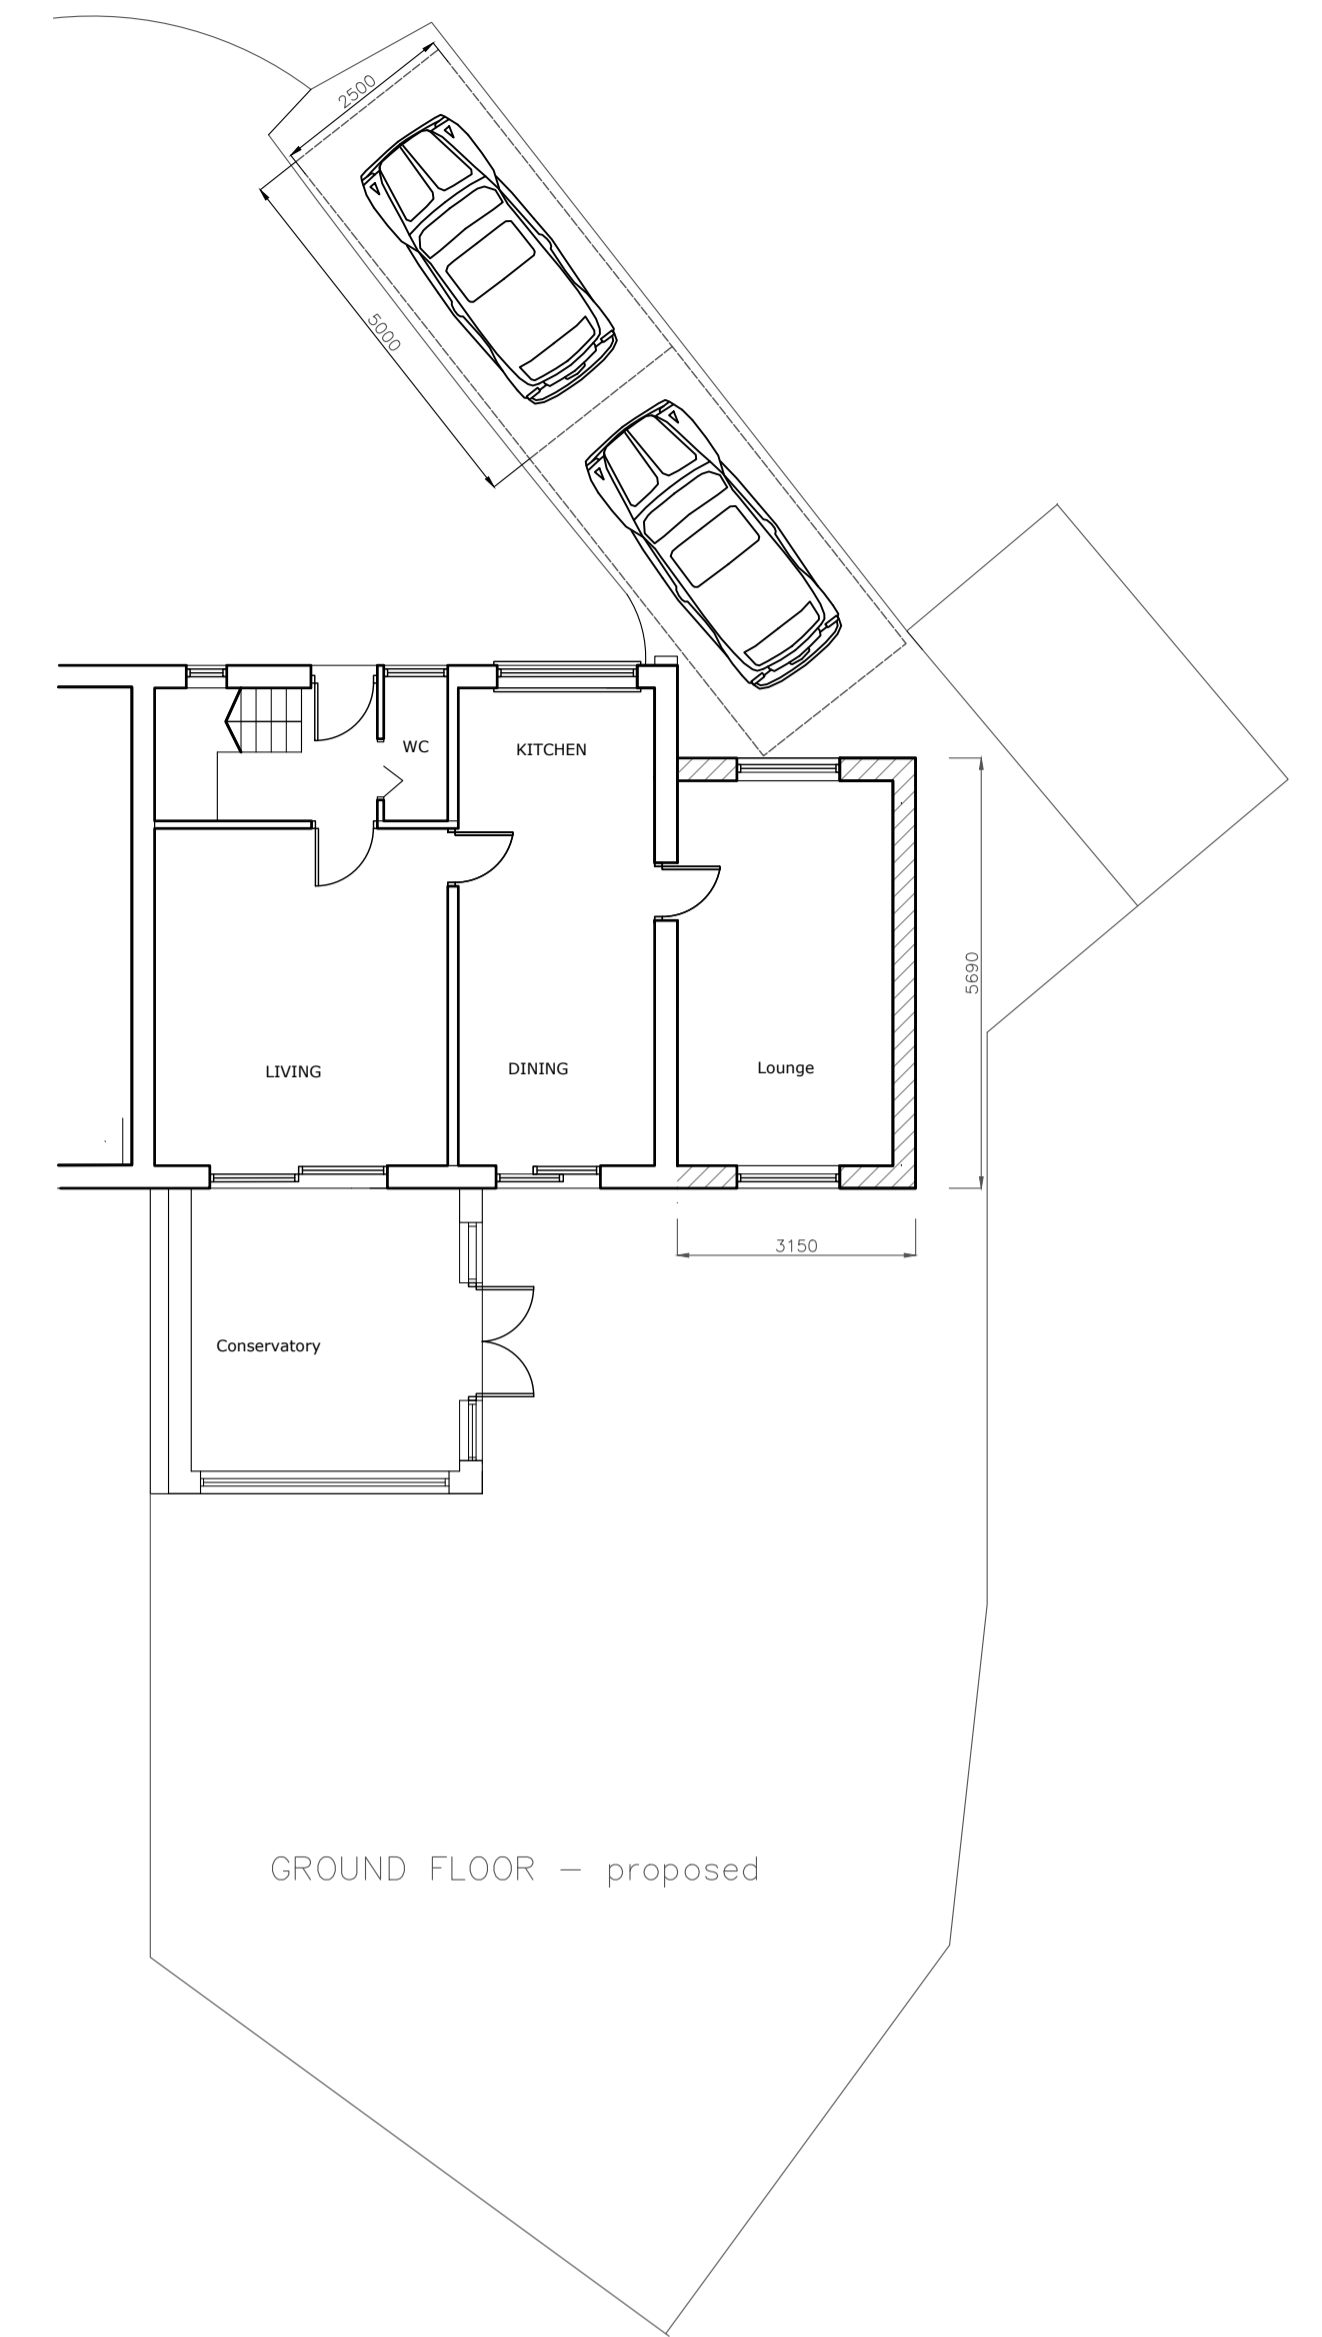 2500
5000
WC
KITCHEN
5690
LIVING
DINING
Lounge
3150
Conservatory
GROUND FLOOR – proposed